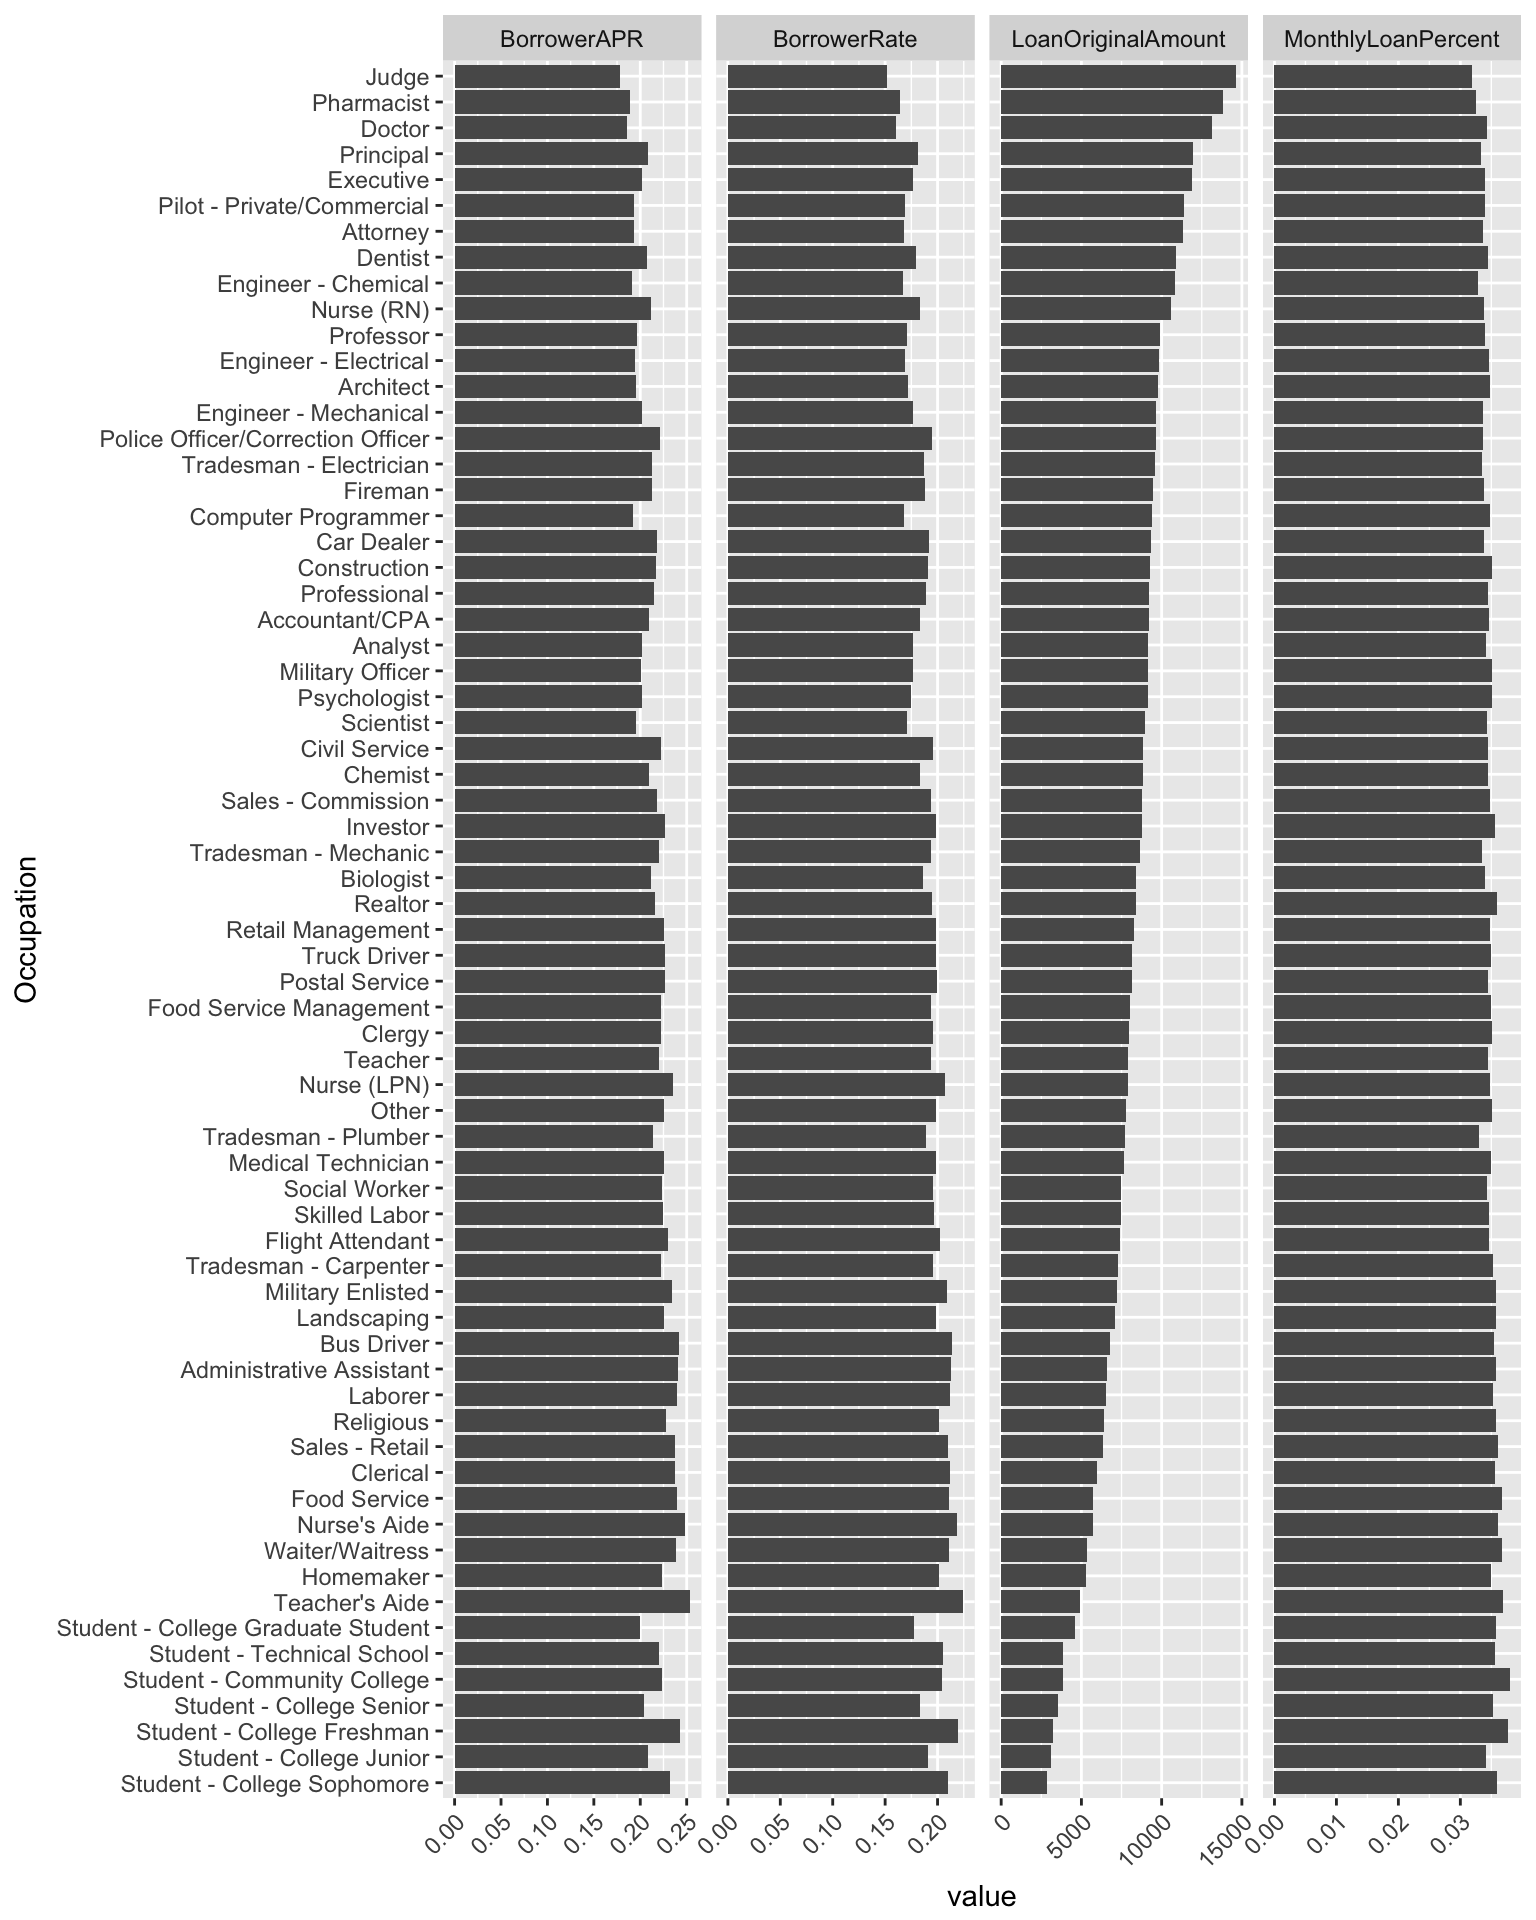 BorrowerAPR BorrowerRate LoanOriginalAmount MonthlyLoanPercent
Judge
Pharmacist
Doctor
Principal
Executive
Pilot - Private/Commercial
Attorney
Dentist
Engineer - Chemical
Nurse (RN)
Professor
Engineer - Electrical
Architect
Engineer - Mechanical
Police Officer/Correction Officer
Tradesman - Electrician
Fireman
Computer Programmer
Car Dealer
Construction
Professional
Accountant/CPA
Analyst
Military Officer
Psychologist
Scientist
Civil Service
Chemist
Sales - Commission
Investor
Tradesman - Mechanic
Biologist
Realtor
Retail Management
Truck Driver
Postal Service
Food Service Management
Clergy
Teacher
Nurse (LPN)
Other
Tradesman - Plumber
Medical Technician
Social Worker
Skilled Labor
Flight Attendant
Tradesman - Carpenter
Military Enlisted
Landscaping
Bus Driver
Administrative Assistant
Laborer
Religious
Sales - Retail
Clerical
Food Service
Nurse's Aide
Waiter/Waitress
Homemaker
Teacher's Aide
Student - College Graduate Student
Student - Technical School
Student - Community College
Student - College Senior
Student - College Freshman
Student - College Junior
Student - College Sophomore
Occupation
0.00 0.05 0.10 0.15 0.20 0.25 0.00 0.05 0.10 0.15 0.20 0 5000 10000 15000 0.00 0.01 0.02 0.03
value